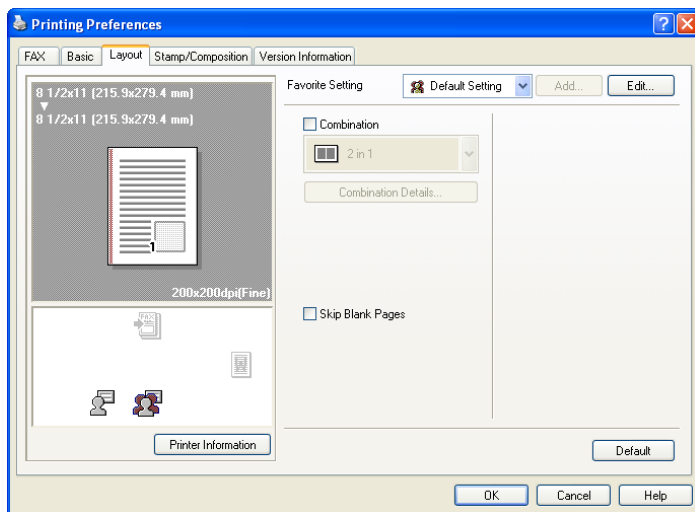 Printing Preferences
FAX Basic Layout Stamp/Composition Version Information
8 1/2x11 (215.9x279.4 mm)
8 1/2x11 (215.9x279.4 mm)
1
200x200dpi(Fine)
Printer Information
Favorite Setting Default Setting Add... Edit...
Combination
2 in 1
Combination Details...
Skip Blank Pages
Default
OK Cancel Help